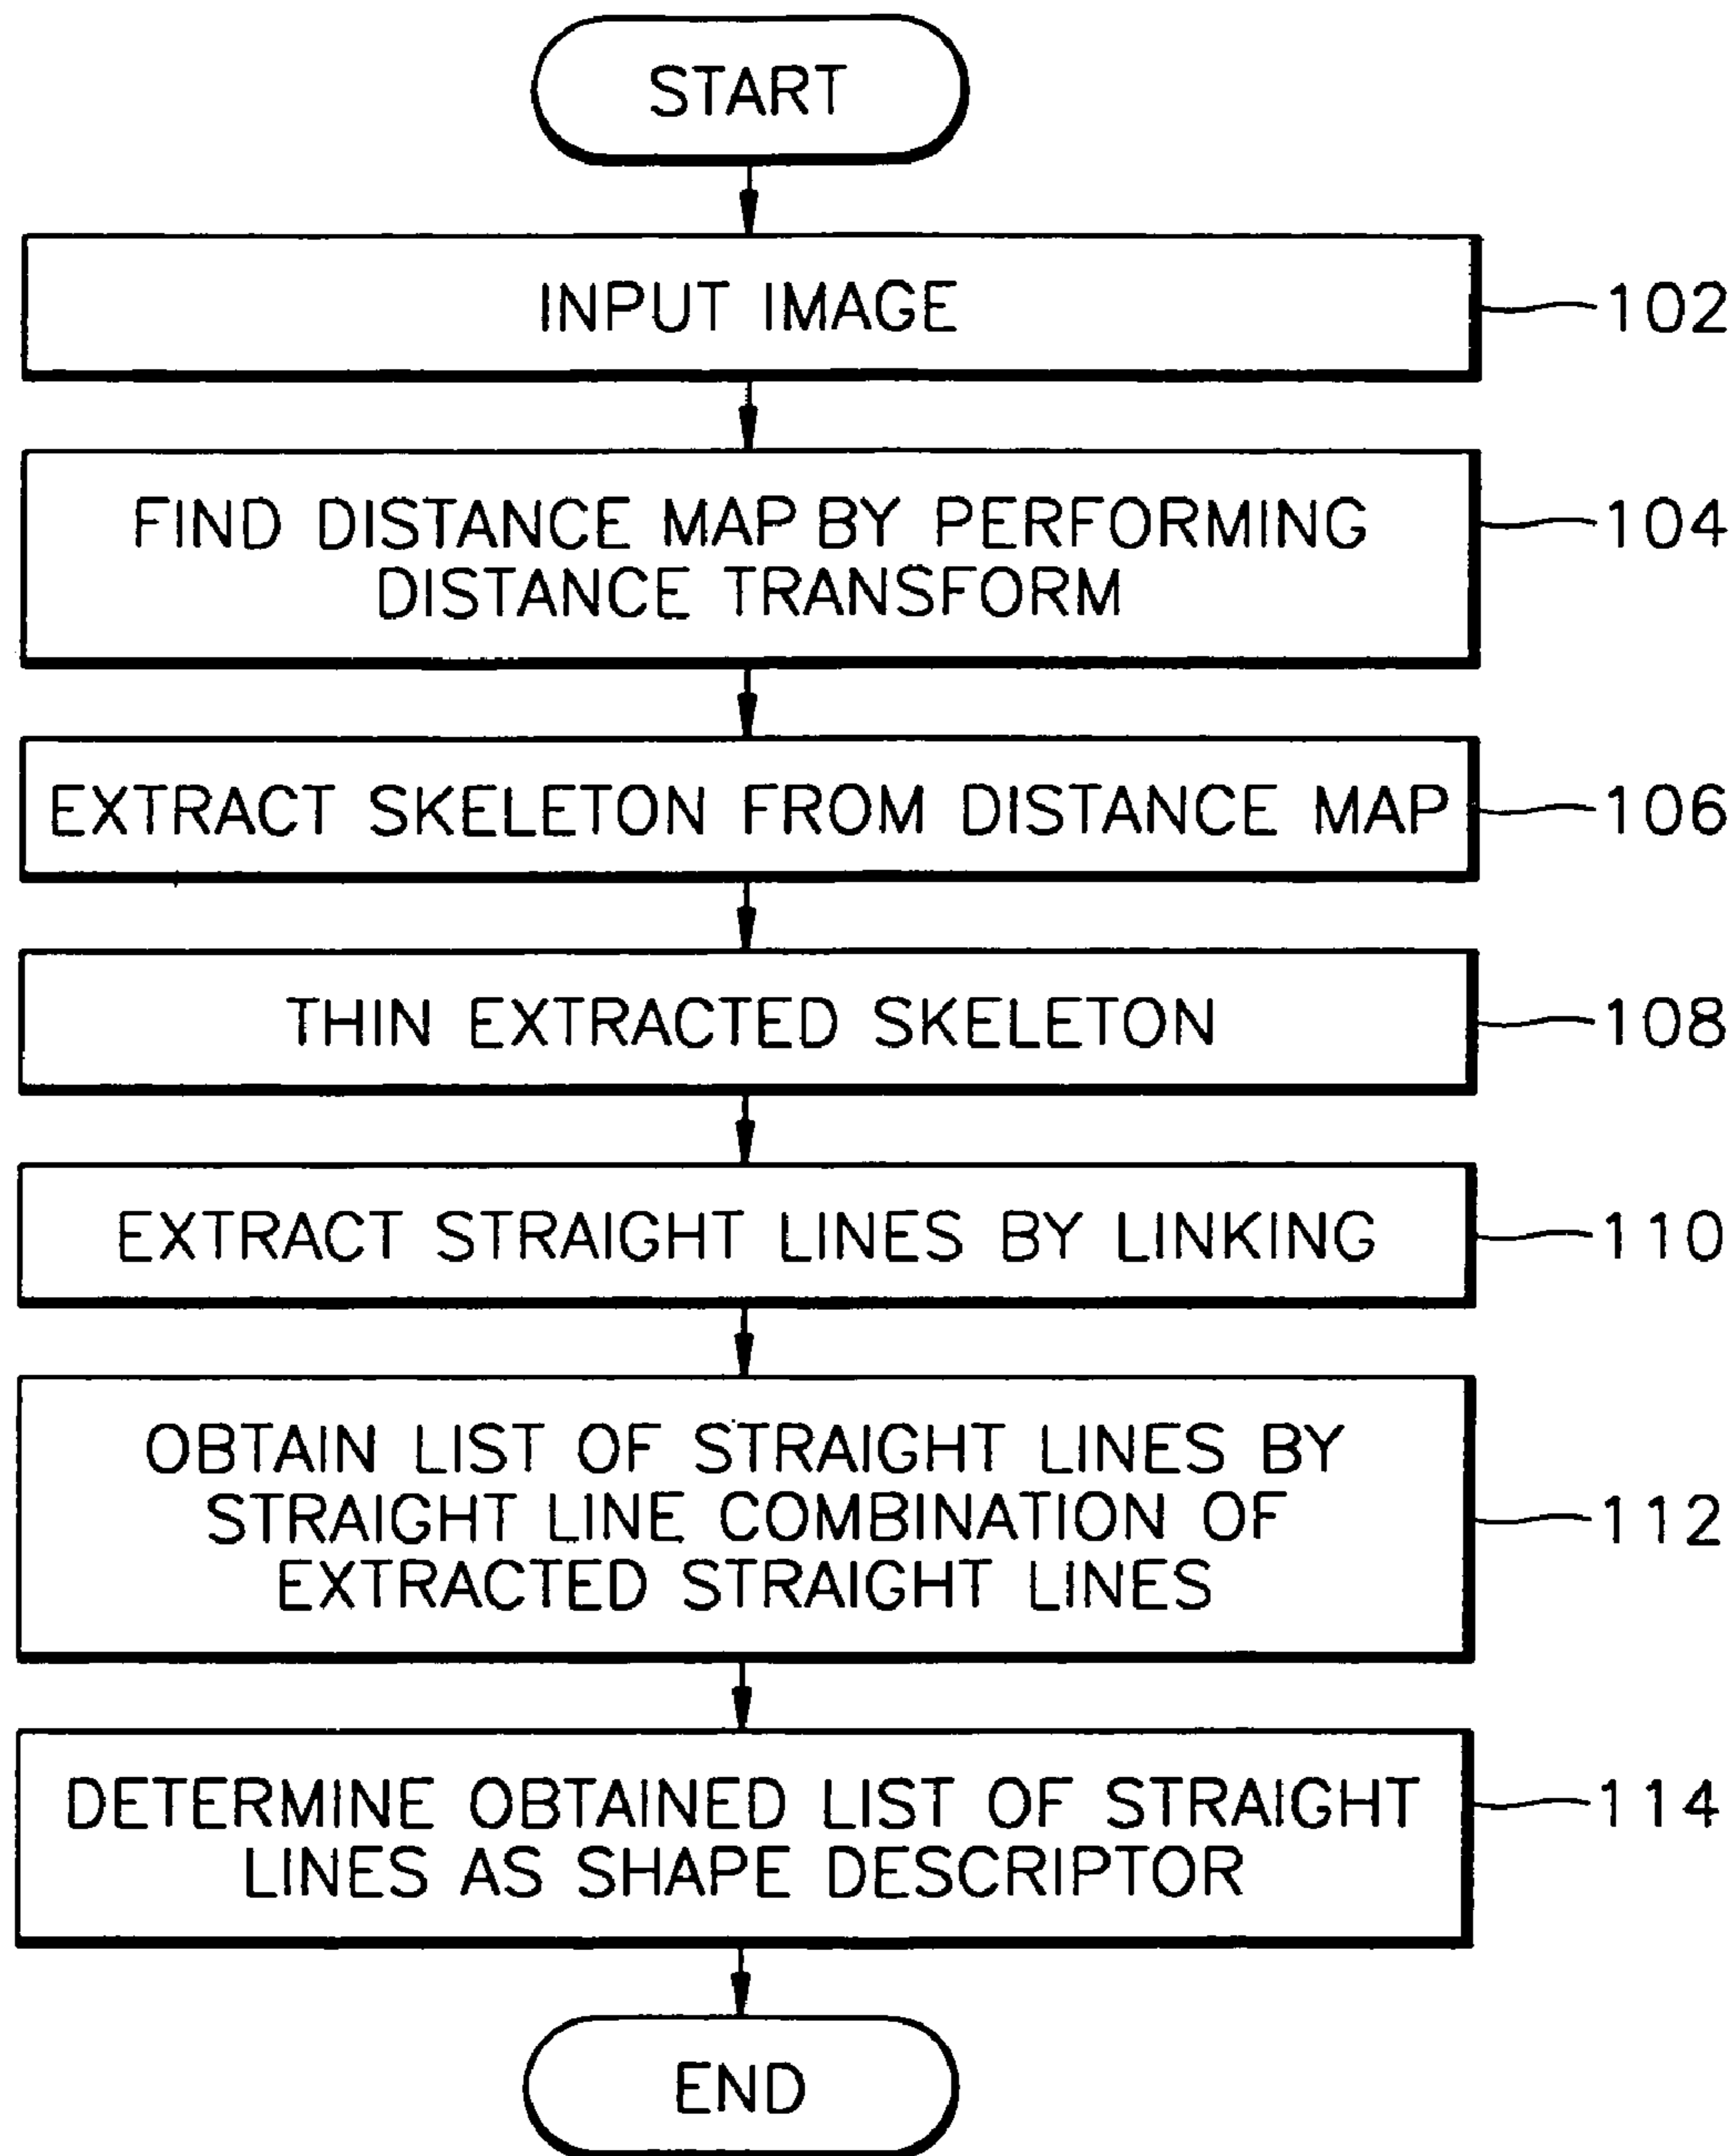 START
INPUT IMAGE
102
FIND DISTANCE MAP BY PERFORMING
DISTANCE TRANSFORM
104
EXTRACT SKELETON FROM DISTANCE MAP
106
THIN EXTRACTED SKELETON
108
EXTRACT STRAIGHT LINES BY LINKING
110
OBTAIN LIST OF STRAIGHT LINES BY
STRAIGHT LINE COMBINATION OF
EXTRACTED STRAIGHT LINES
112
DETERMINE OBTAINED LIST OF STRAIGHT
LINES AS SHAPE DESCRIPTOR
114
END